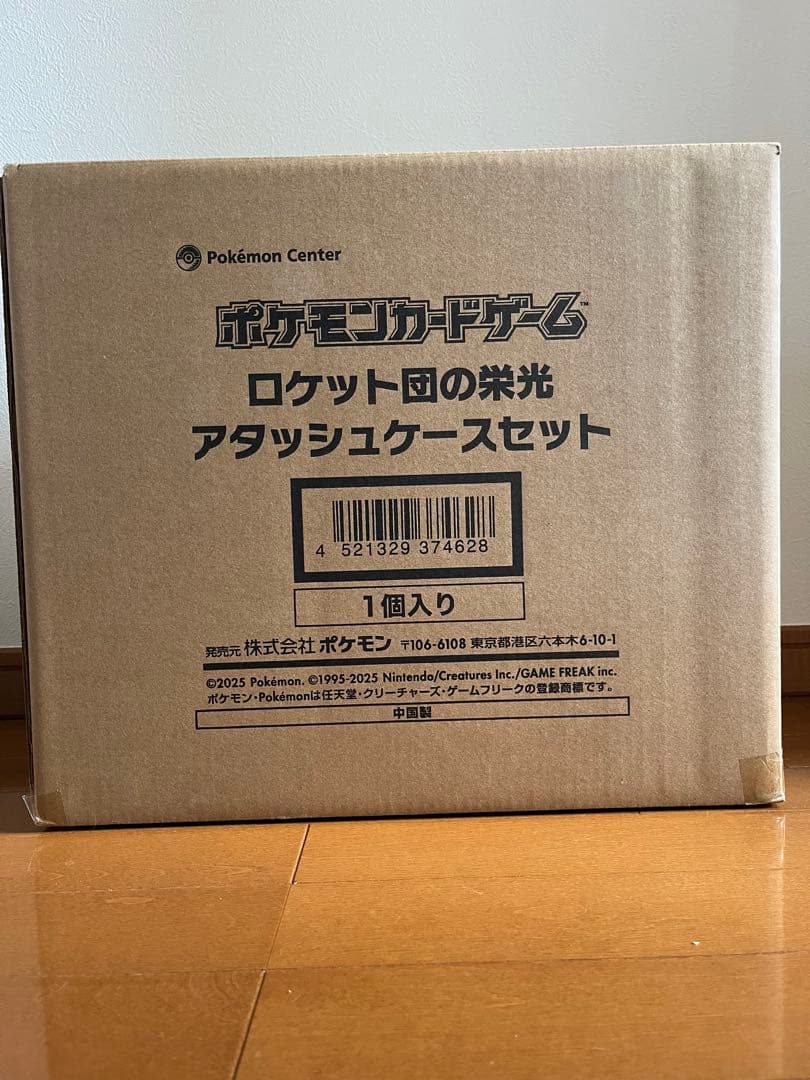 Pokémon Center
ポケモンカードゲーム™
ロケット団の栄光
アタッシュケースセット
4 521329 374628
1個入り
発売元 株式会社 ポケモン 〒106-6108 東京都港区六本木6-10-1
©2025 Pokémon. ©1995-2025 Nintendo/Creatures Inc./GAME FREAK inc.
ポケモン・Pokémonは任天堂・クリーチャーズ・ゲームフリークの登録商標です。
中国製